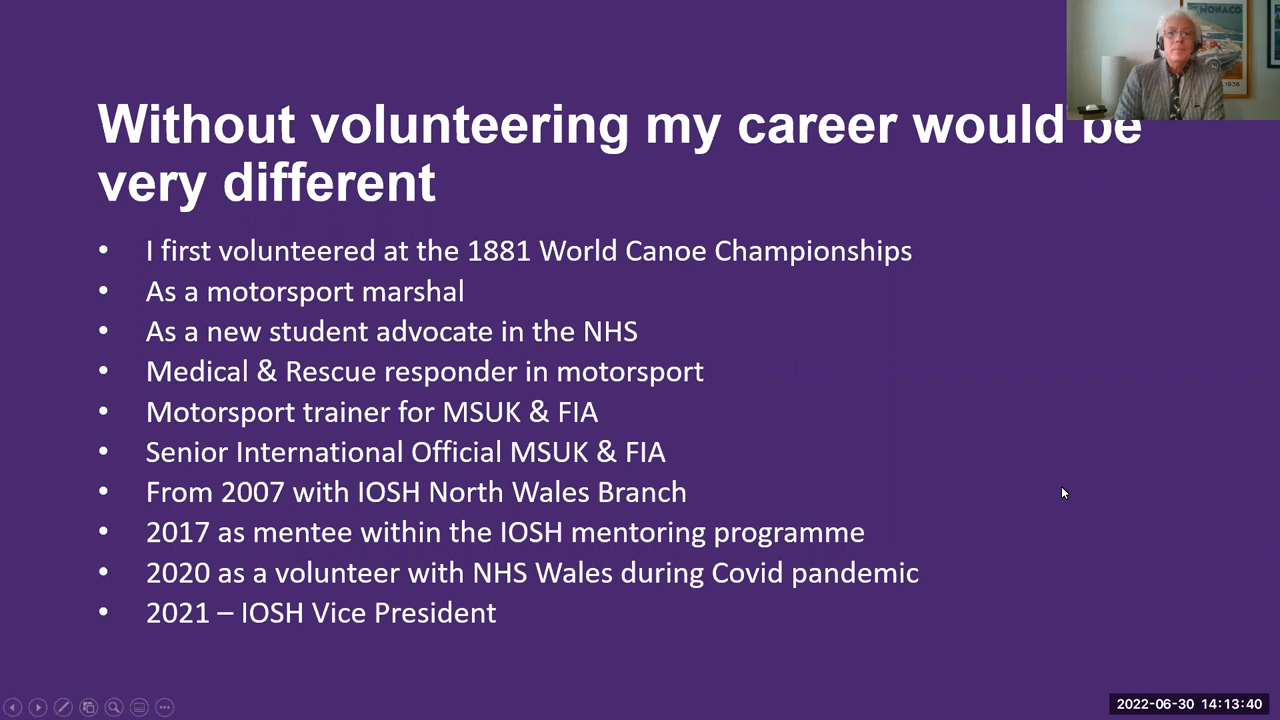 MONACO
1936
Without volunteering my career would be
very different
• I first volunteered at the 1881 World Canoe Championships
• As a motorsport marshal
• As a new student advocate in the NHS
• Medical & Rescue responder in motorsport
• Motorsport trainer for MSUK & FIA
• Senior International Official MSUK & FIA
• From 2007 with IOSH North Wales Branch
• 2017 as mentee within the IOSH mentoring programme
• 2020 as a volunteer with NHS Wales during Covid pandemic
• 2021 – IOSH Vice President
2022-06-30 14:13:40